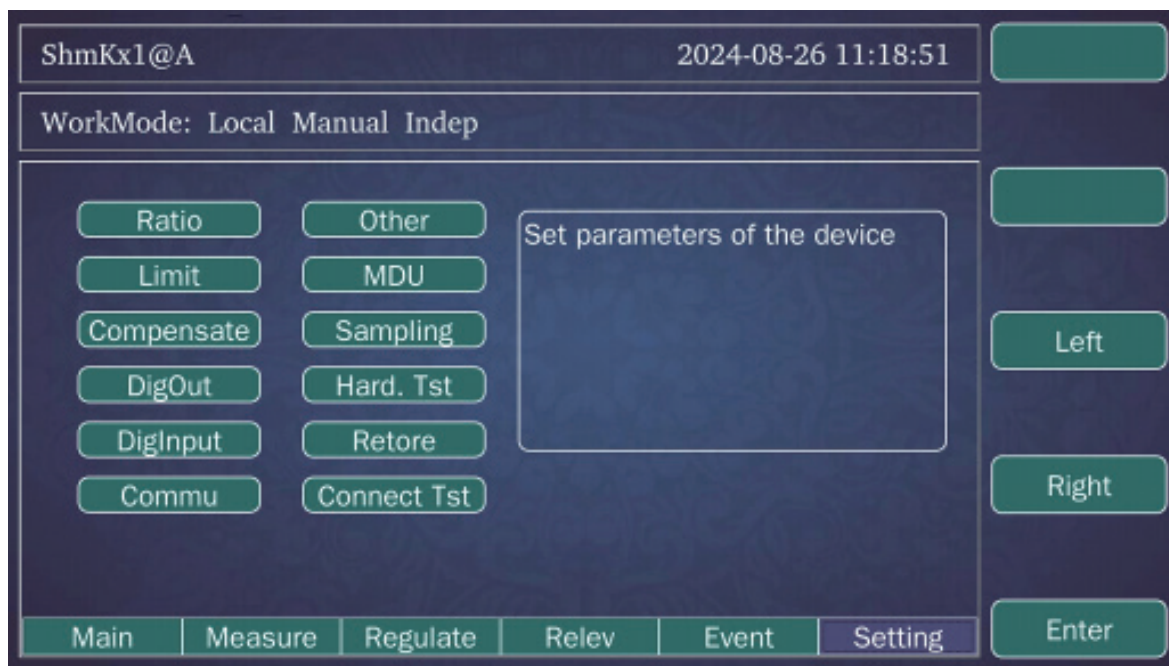 ShmKx1@A 2024-08-26 11:18:51
WorkMode: Local Manual Indep
Ratio Other
Limit MDU
Compensate Sampling
DigOut Hard. Tst
DigInput Retore
Commu Connect Tst
Set parameters of the device
Left
Right
Enter
Main Measure Regulate Relev Event Setting